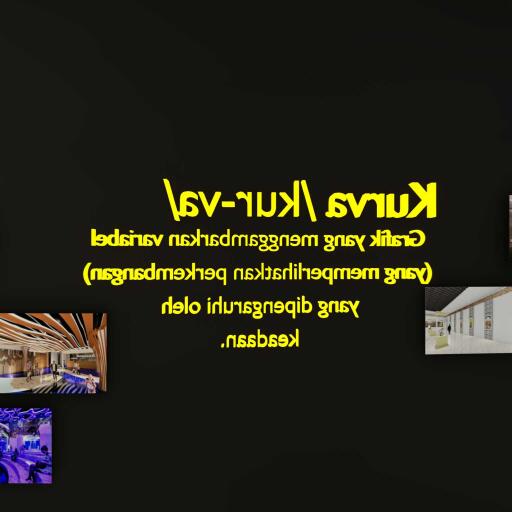 Kurva /kur-va/
Grafik yang menggambarkan variabel
(yang memperlihatkan perkembangan)
yang dipengaruhi oleh
keadaan.